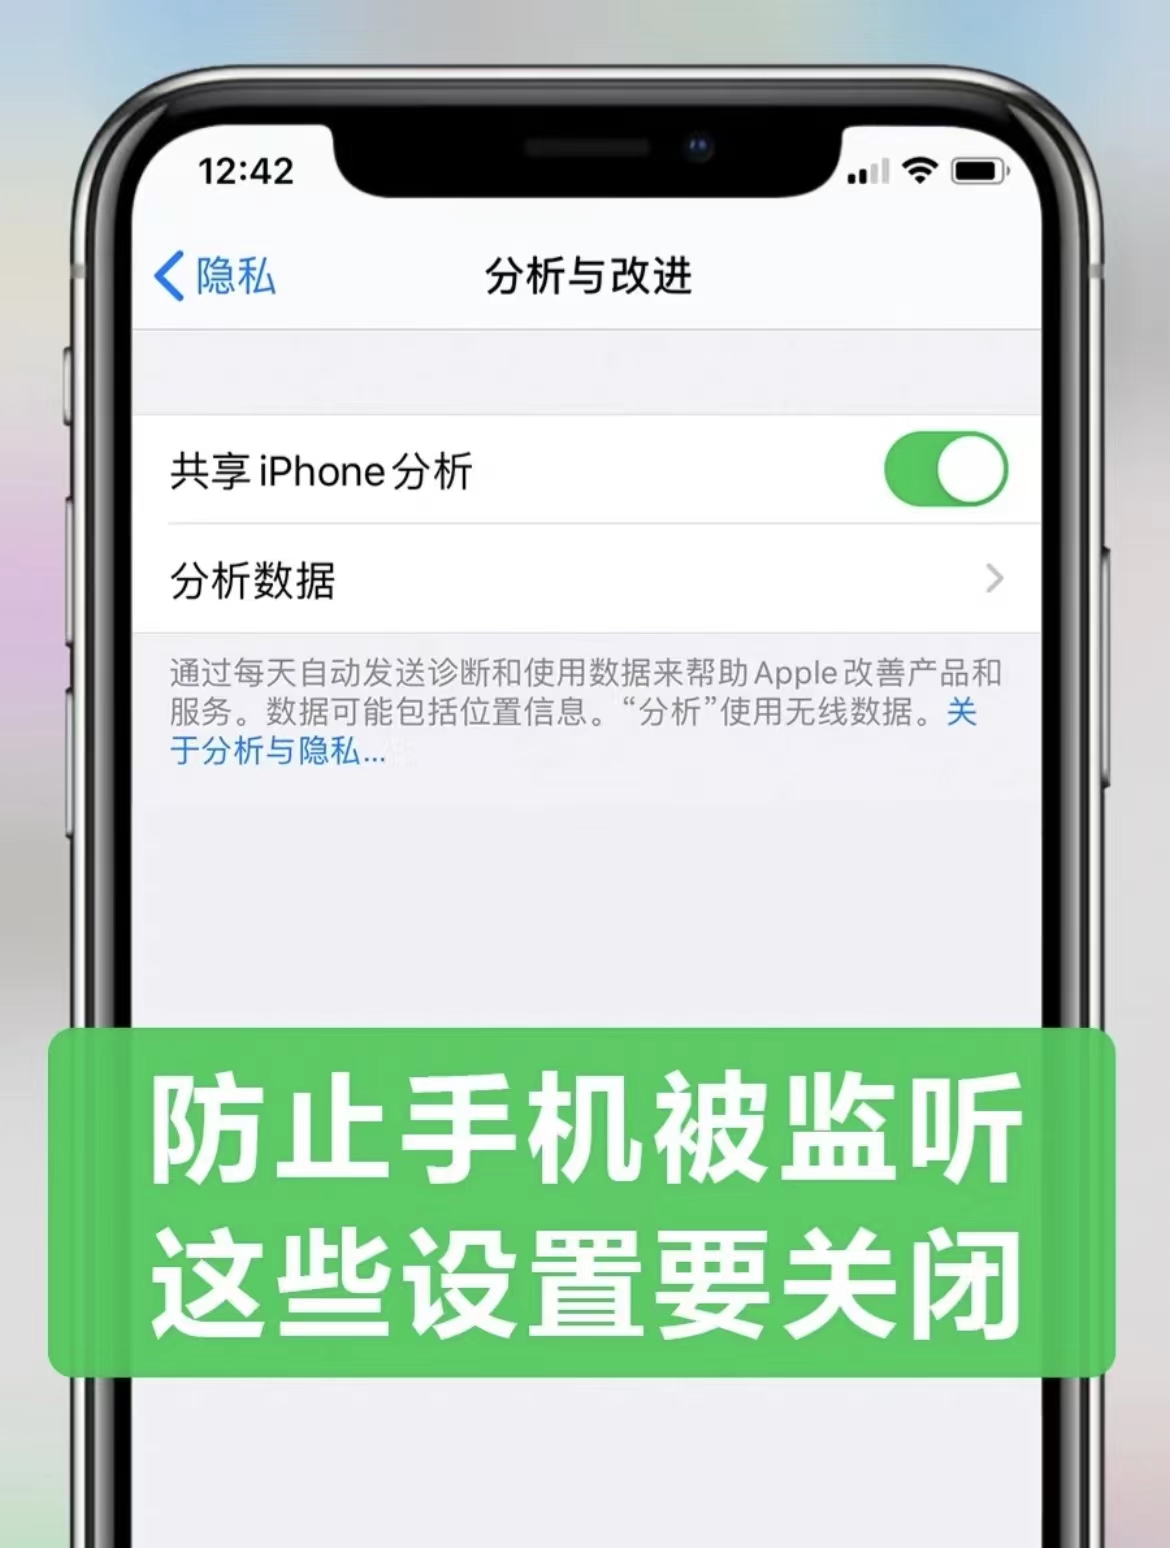 12:42
隐私
分析与改进
共享iPhone分析
分析数据
通过每天自动发送诊断和使用数据来帮助Apple改善产品和
服务。数据可能包括位置信息。“分析”使用无线数据。关
于分析与隐私...
防止手机被监听
这些设置要关闭